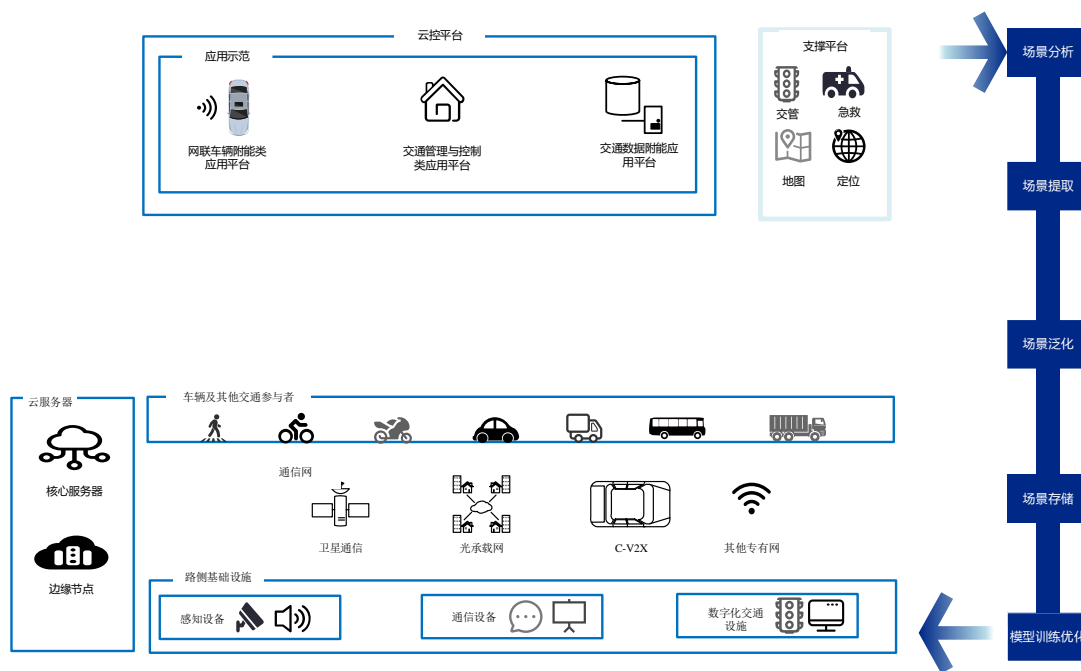 云控平台
应用示范
网联车辆附能类
应用平台
交通管理与控制
类应用平台
交通数据附能应
用平台
支撑平台
交管
急救
地图
定位
场景分析
场景提取
场景泛化
场景存储
模型训练优化
云服务器
核心服务器
边缘节点
车辆及其他交通参与者
通信网
卫星通信
光承载网
C-V2X
其他专有网
路侧基础设施
感知设备
通信设备
数字化交通
设施